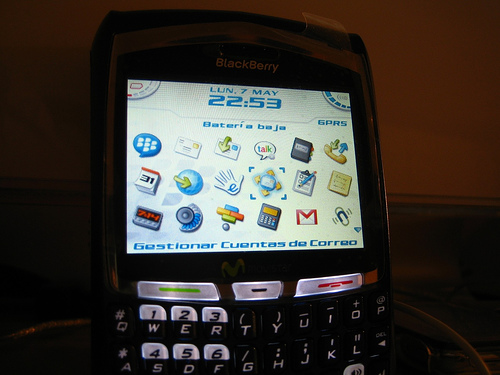 BlackBerry
LUN, 7 MAY
22:53
Batería baja
GPRS
talk
31
Gestionar Cuentas de Correo
# 1 2 3 ( ) _ - + @
Q W E R T Y U I O P
* 4 5 6 / : ; ' " DEL
A S D F G H J K L